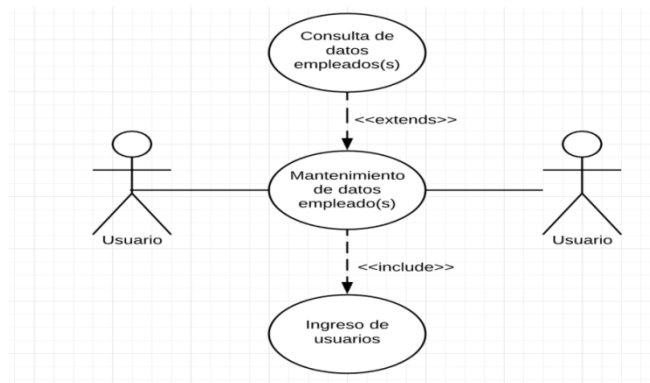 Consulta de
datos
empleados(s)
<<extends>>
Mantenimiento
de datos
empleado(s)
Usuario
Usuario
<<include>>
Ingreso de
usuarios